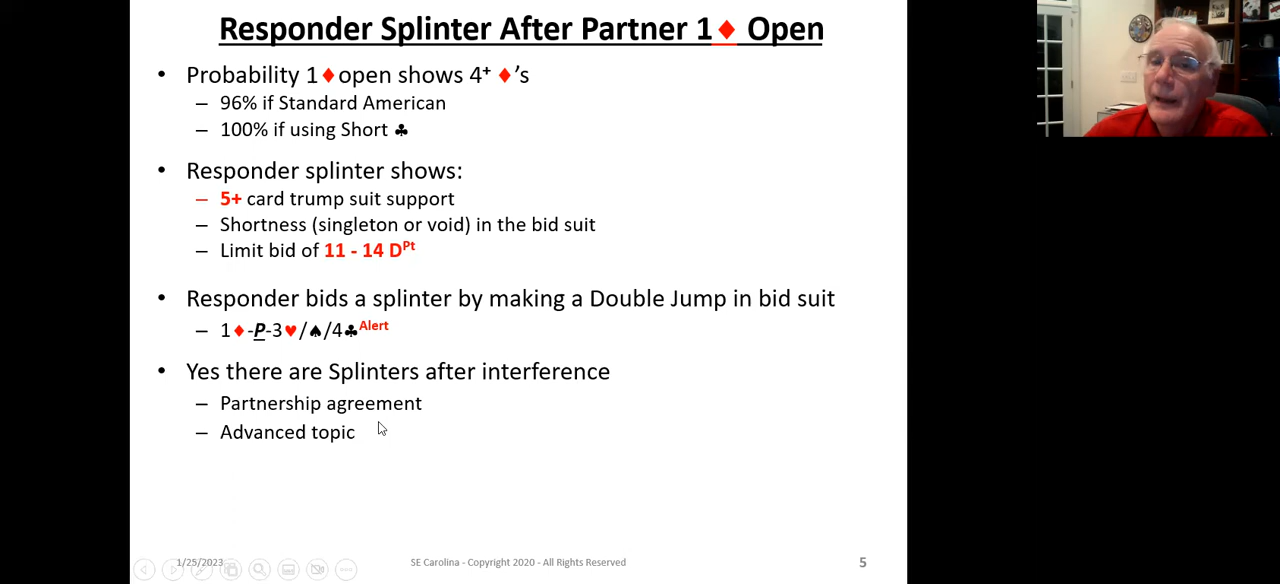 Responder Splinter After Partner 1♦ Open
• Probability 1♦open shows 4⁺ ♦’s
– 96% if Standard American
– 100% if using Short ♣
• Responder splinter shows:
– 5+ card trump suit support
– Shortness (singleton or void) in the bid suit
– Limit bid of 11 - 14 Dᴾᵗ
• Responder bids a splinter by making a Double Jump in bid suit
– 1♦-P-3♥/♠/4♣ Alert
• Yes there are Splinters after interference
– Partnership agreement
– Advanced topic
1/25/2023 SE Carolina - Copyright 2020 - All Rights Reserved 5